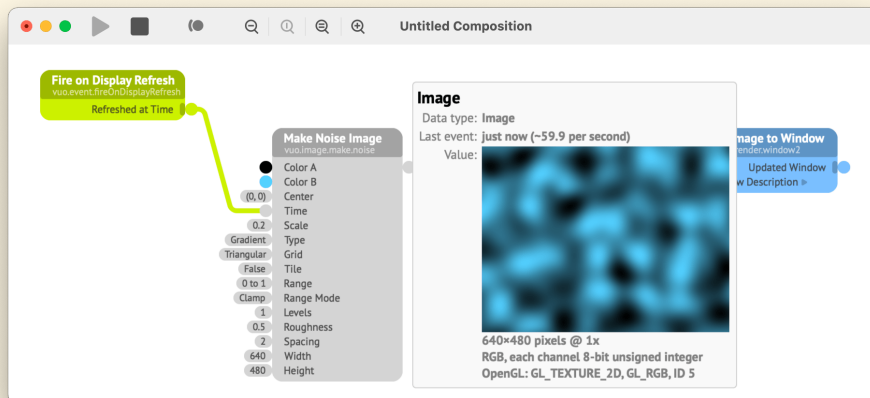 Untitled Composition
Fire on Display Refresh
vuo.event.fireOnDisplayRefresh
Refreshed at Time
Make Noise Image
vuo.image.make.noise
Color A
Color B
(0, 0) Center
Time
0.2 Scale
Gradient Type
Triangular Grid
False Tile
0 to 1 Range
Clamp Range Mode
1 Levels
0.5 Roughness
2 Spacing
640 Width
480 Height
Image
Data type: Image
Last event: just now (~59.9 per second)
Value:
640×480 pixels @ 1x
RGB, each channel 8-bit unsigned integer
OpenGL: GL_TEXTURE_2D, GL_RGB, ID 5
mage to Window
ender.window2
Updated Window
w Description